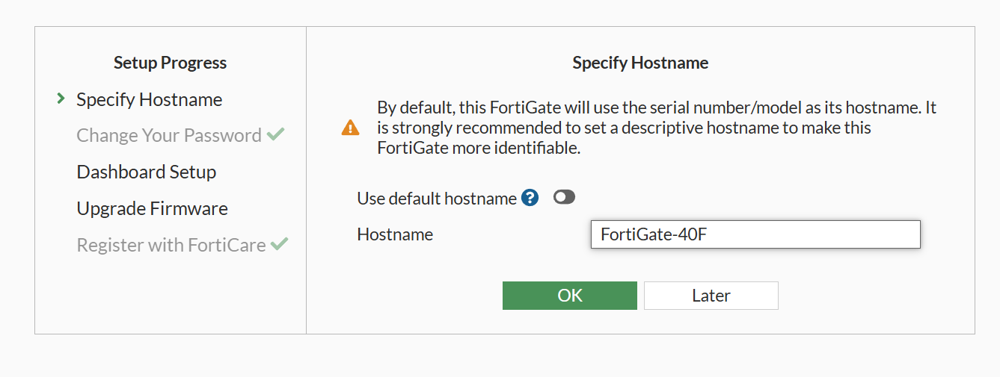 Setup Progress
Specify Hostname
Change Your Password
Dashboard Setup
Upgrade Firmware
Register with FortiCare
Specify Hostname
By default, this FortiGate will use the serial number/model as its hostname. It
is strongly recommended to set a descriptive hostname to make this
FortiGate more identifiable.
Use default hostname ?
Hostname FortiGate-40F
OK Later